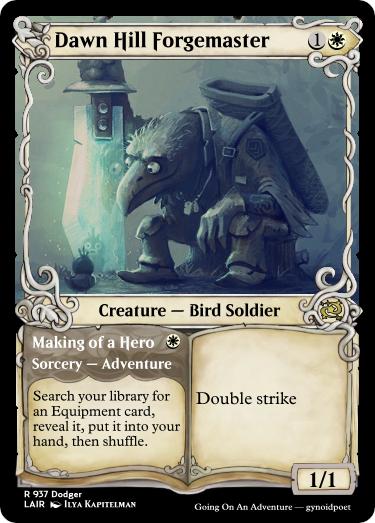 Dawn Hill Forgemaster 1
Creature — Bird Soldier
Making of a Hero
Sorcery — Adventure
Search your library for
an Equipment card,
reveal it, put it into your
hand, then shuffle.
Double strike
1/1
R 937 Dodger
LAIR Ilya Kapitelman
Going On An Adventure — gynoidpoet